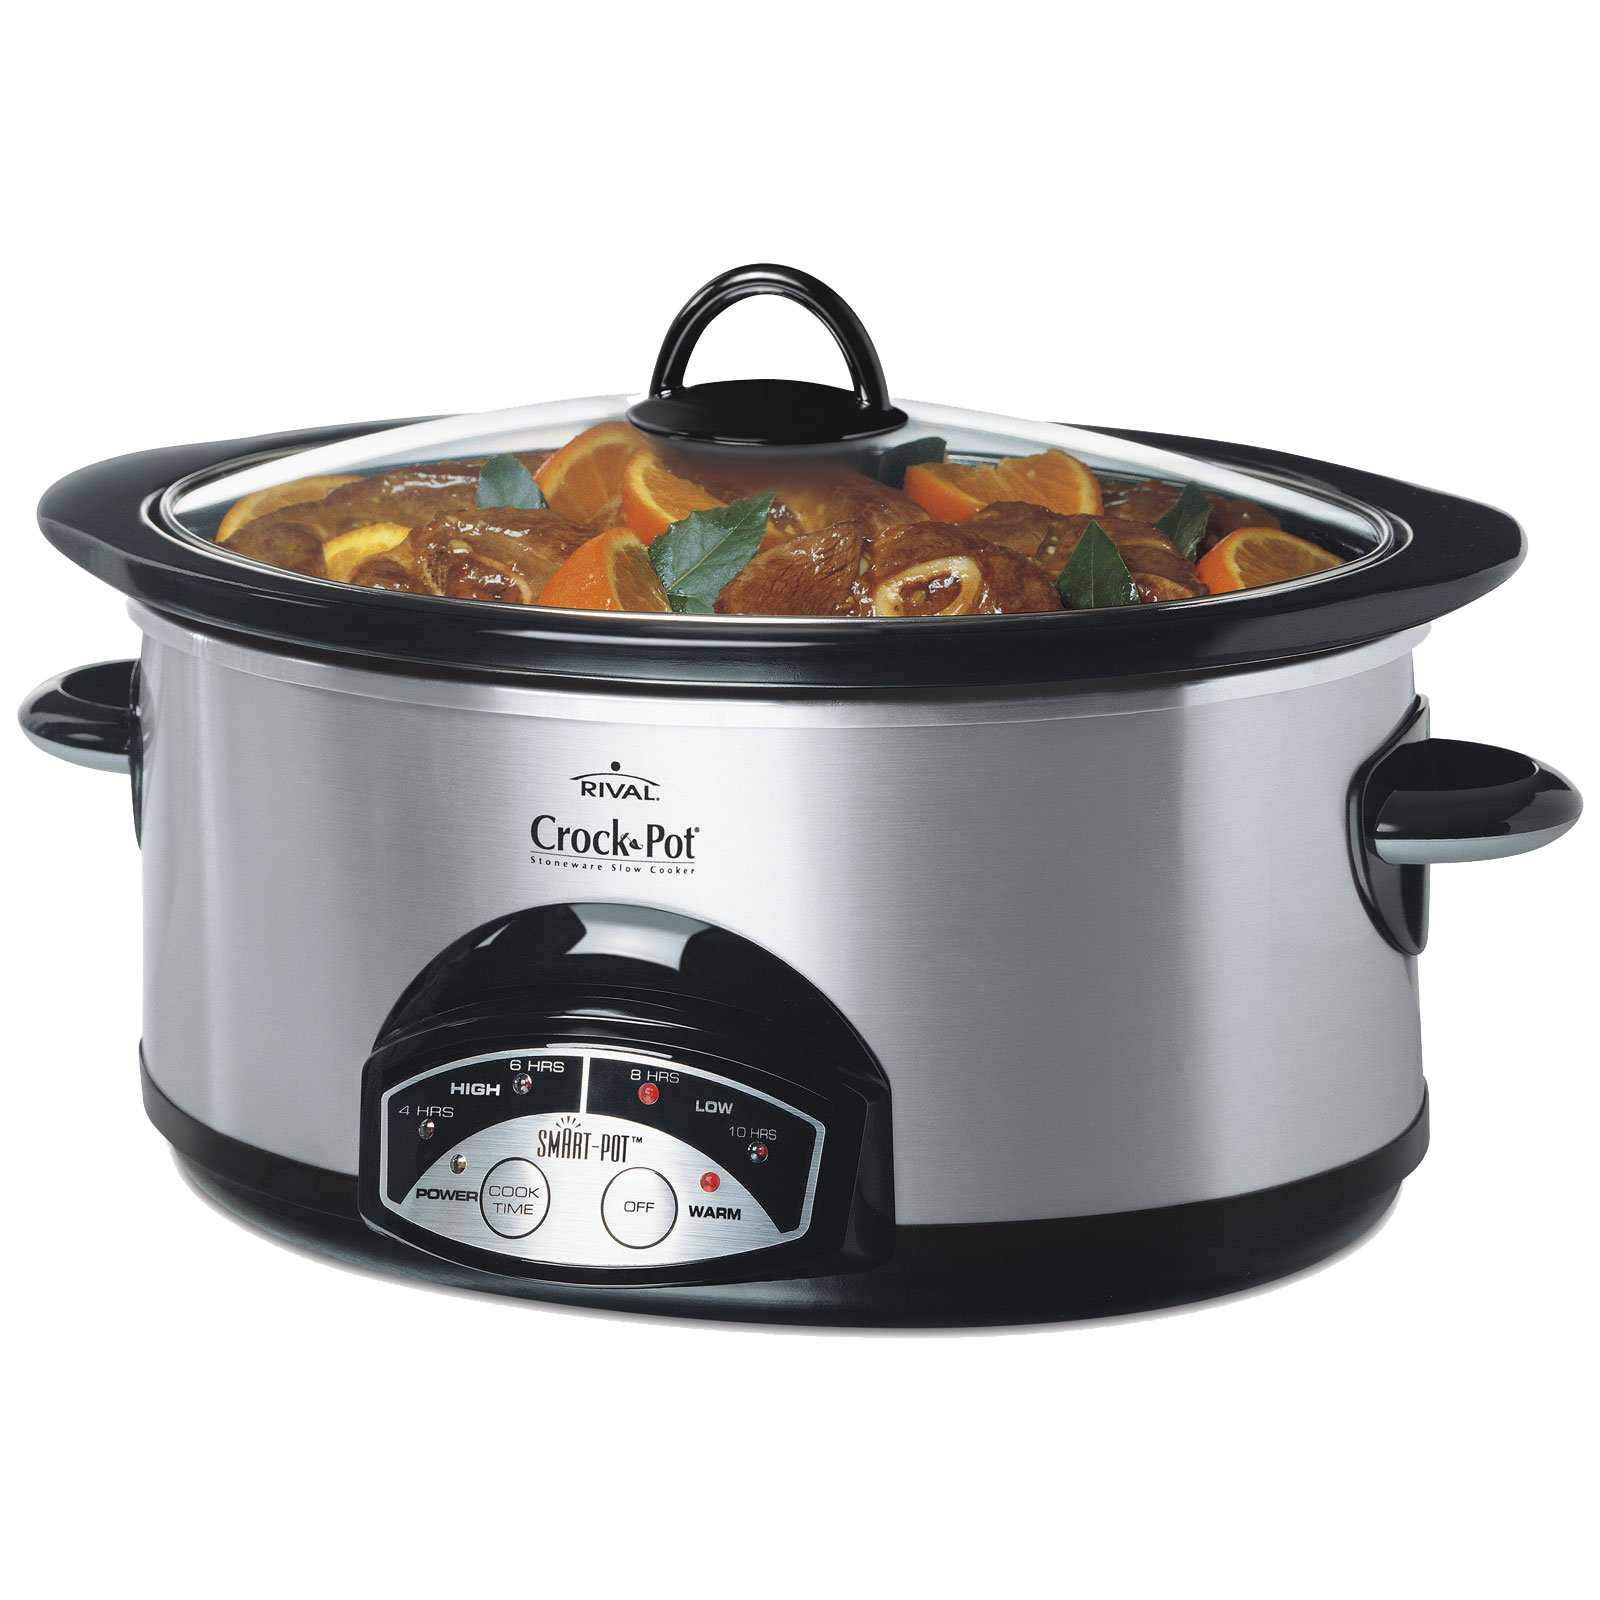 RIVAL®
Crock-Pot®
Stoneware Slow Cooker
6 HRS
8 HRS
HIGH
LOW
4 HRS
10 HRS
SMART-POT™
POWER
COOK
TIME
OFF
WARM